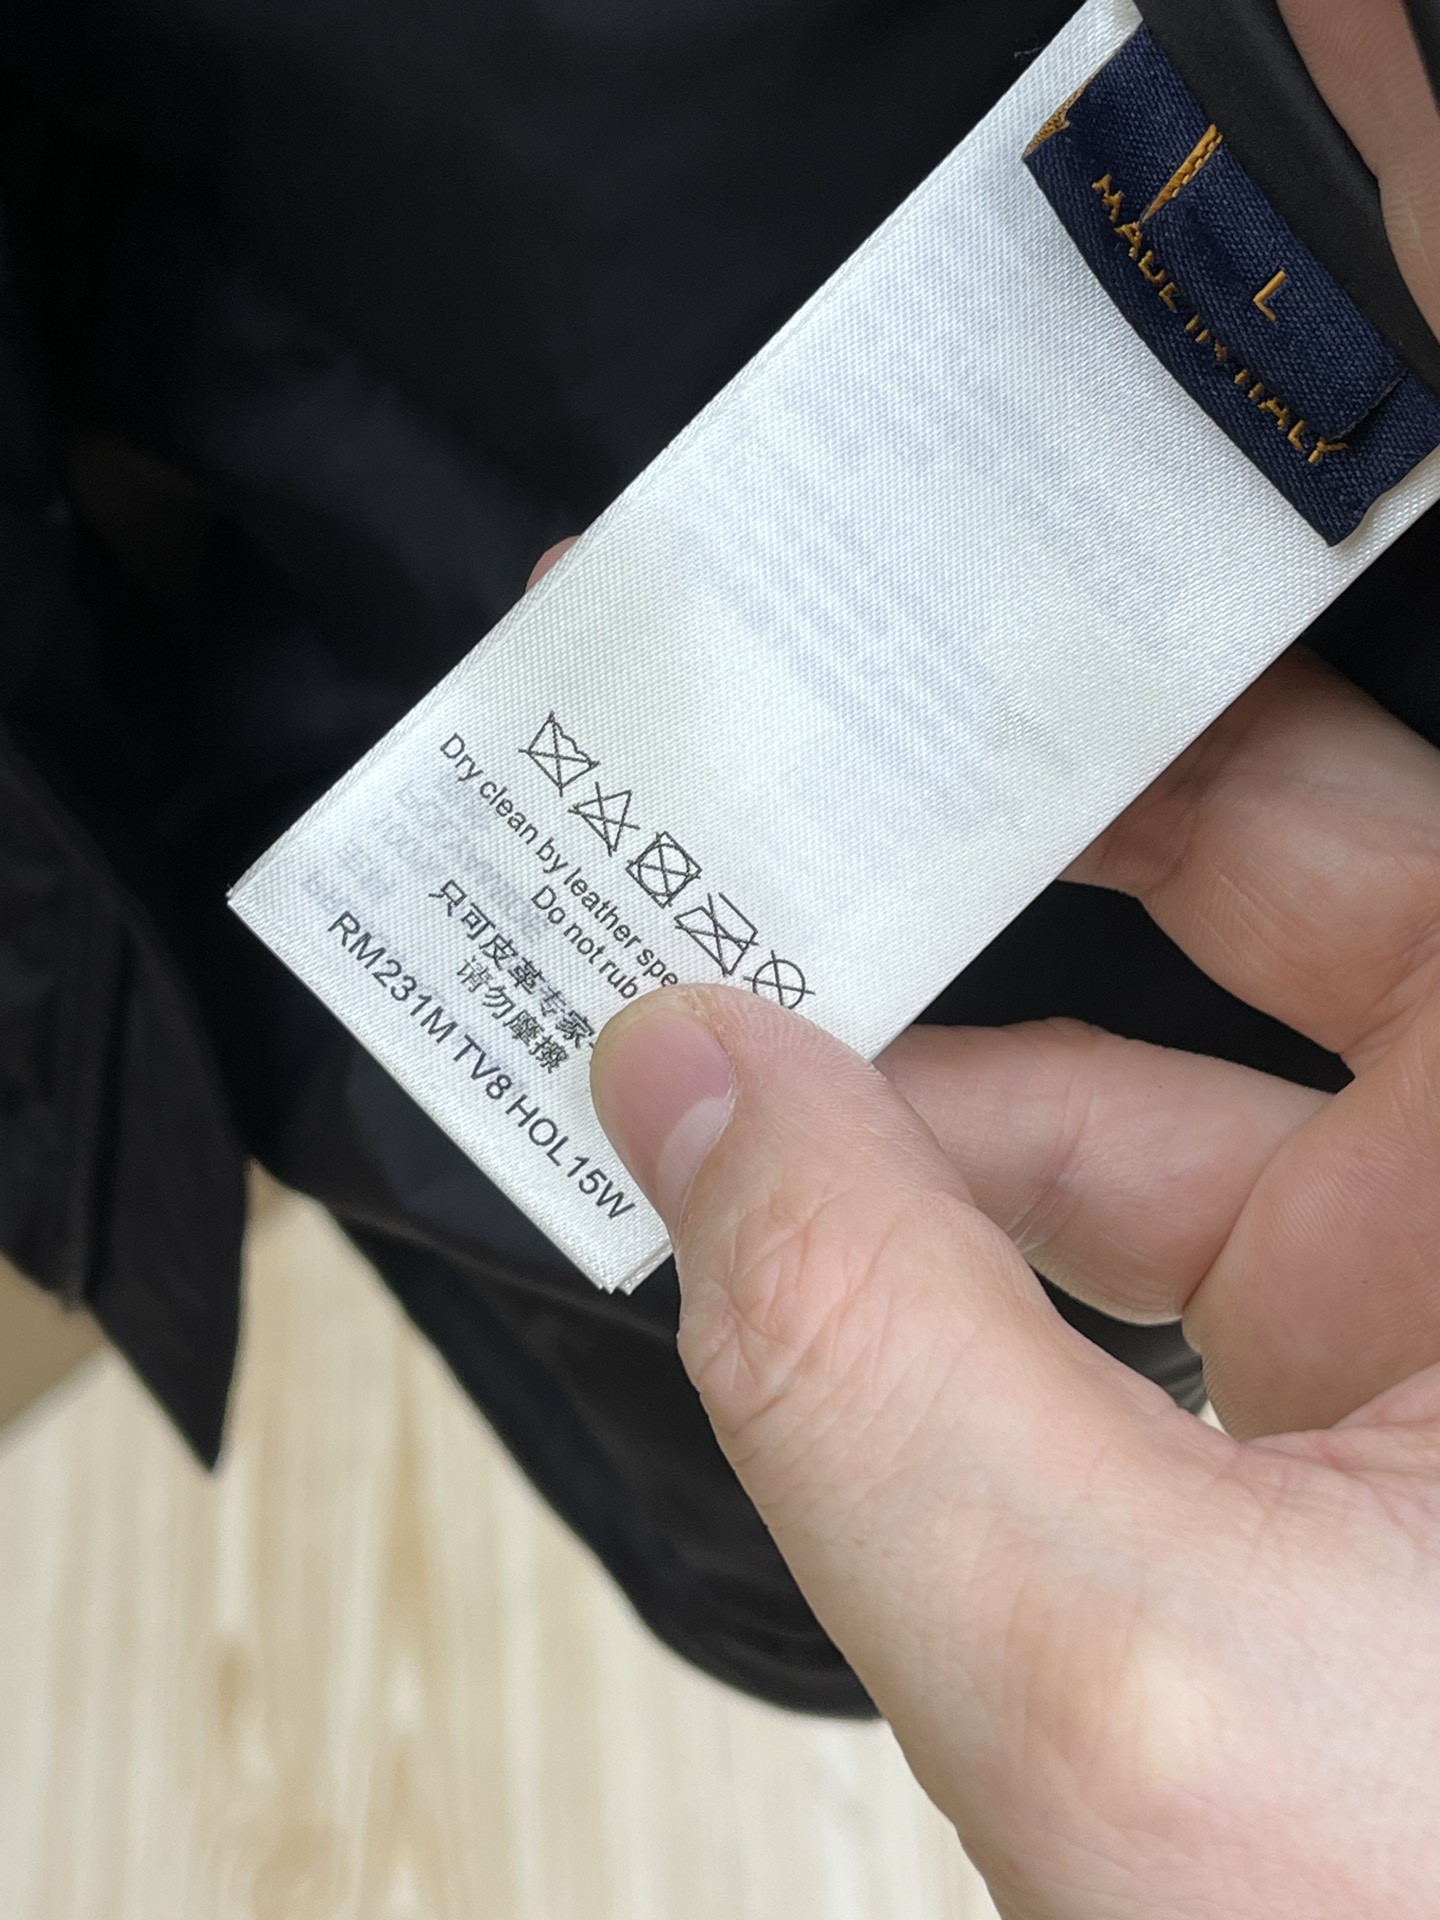 L
MADE IN ITALY
Dry clean by leather
Do not rub
只可皮革专家
请勿摩擦
RM231M TV8 HOL15W